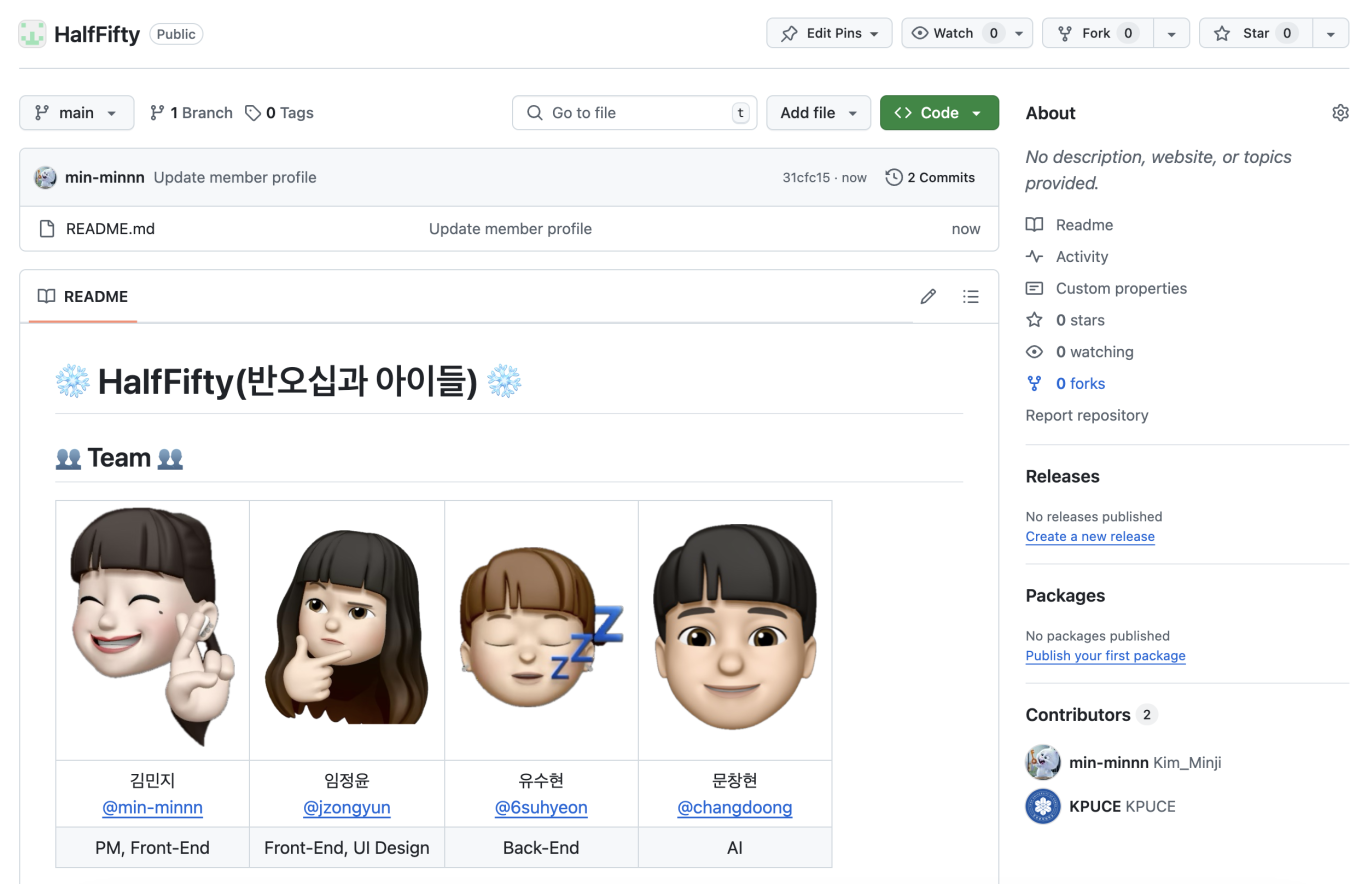 HalfFifty Public
Edit Pins Watch 0 Fork 0 Star 0
main 1 Branch 0 Tags Go to file t Add file Code
min-minnn Update member profile 31cfc15 · now 2 Commits
README.md Update member profile now
README
❄️ HalfFifty(반오십과 아이들) ❄️
👥 Team 👥
ZZZ
김민지 임정윤 유수현 문창현
@min-minnn @jzongyun @6suhyeon @changdoong
PM, Front-End Front-End, UI Design Back-End AI
About
No description, website, or topics
provided.
Readme
Activity
Custom properties
0 stars
0 watching
0 forks
Report repository
Releases
No releases published
Create a new release
Packages
No packages published
Publish your first package
Contributors 2
min-minnn Kim_Minji
KPUCE KPUCE